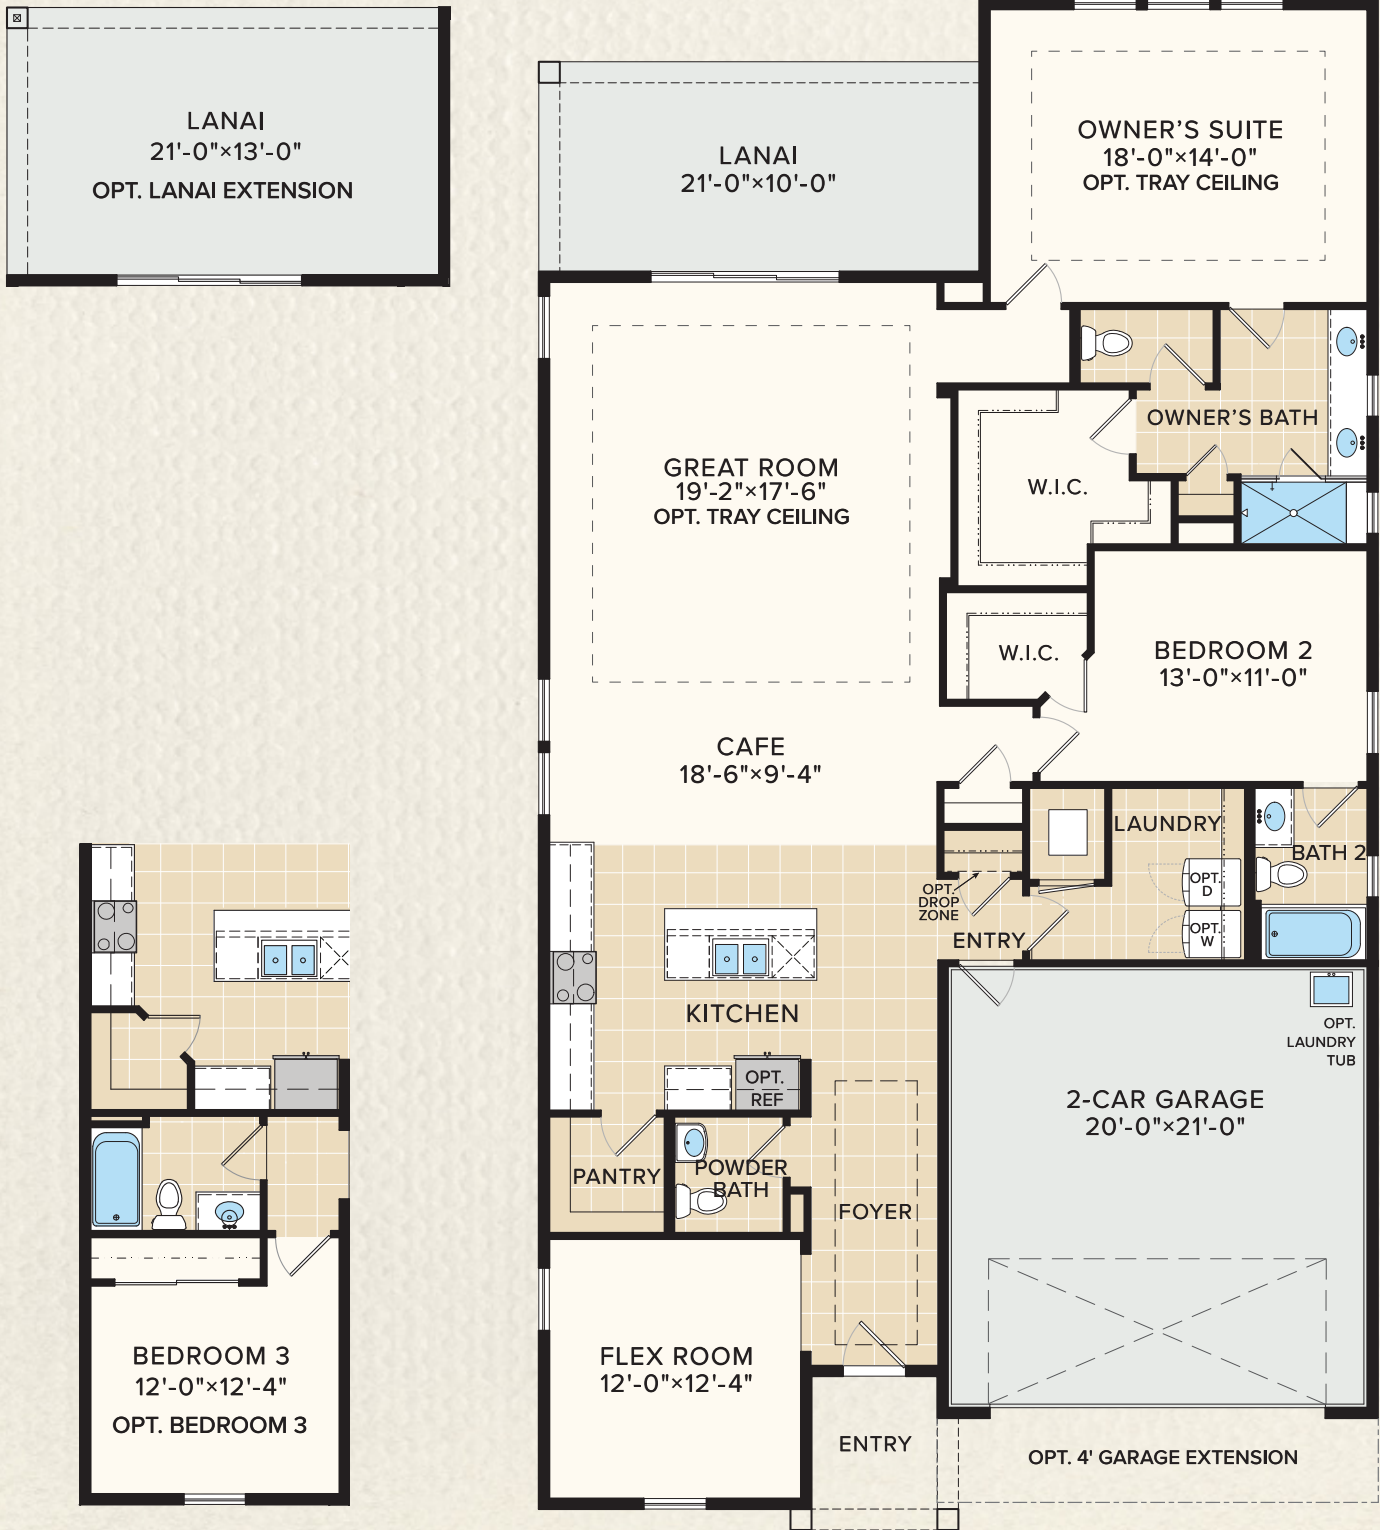 LANAI
21'-0"×13'-0"
OPT. LANAI EXTENSION
LANAI
21'-0"×10'-0"
OWNER'S SUITE
18'-0"×14'-0"
OPT. TRAY CEILING
GREAT ROOM
19'-2"×17'-6"
OPT. TRAY CEILING
OWNER'S BATH
W.I.C.
W.I.C.
BEDROOM 2
13'-0"×11'-0"
CAFE
18'-6"×9'-4"
LAUNDRY
BATH 2
OPT.
D
OPT.
W
OPT.
DROP
ZONE
ENTRY
KITCHEN
OPT.
REF
OPT.
LAUNDRY
TUB
2-CAR GARAGE
20'-0"×21'-0"
PANTRY
POWDER
BATH
FOYER
BEDROOM 3
12'-0"×12'-4"
OPT. BEDROOM 3
FLEX ROOM
12'-0"×12'-4"
ENTRY
OPT. 4' GARAGE EXTENSION